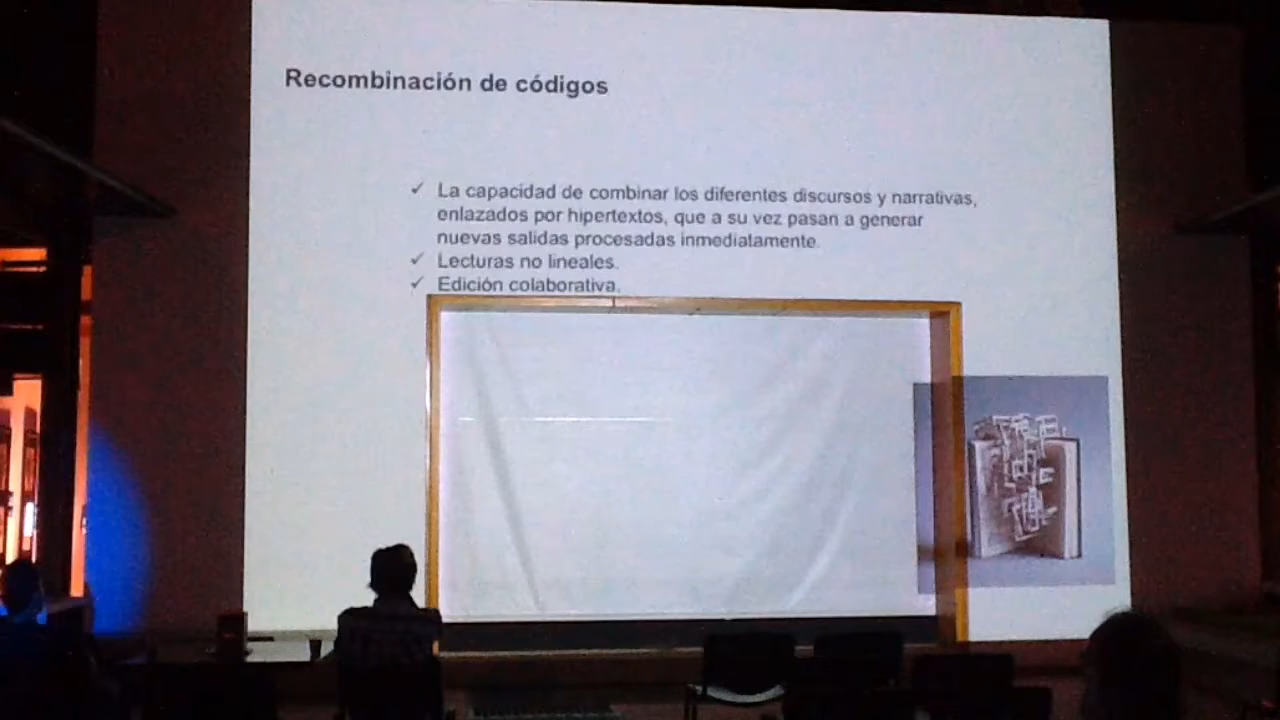 Recombinación de códigos
✓ La capacidad de combinar los diferentes discursos y narrativas,
enlazados por hipertextos, que a su vez pasan a generar
nuevas salidas procesadas inmediatamente.
✓ Lecturas no lineales.
✓ Edición colaborativa.